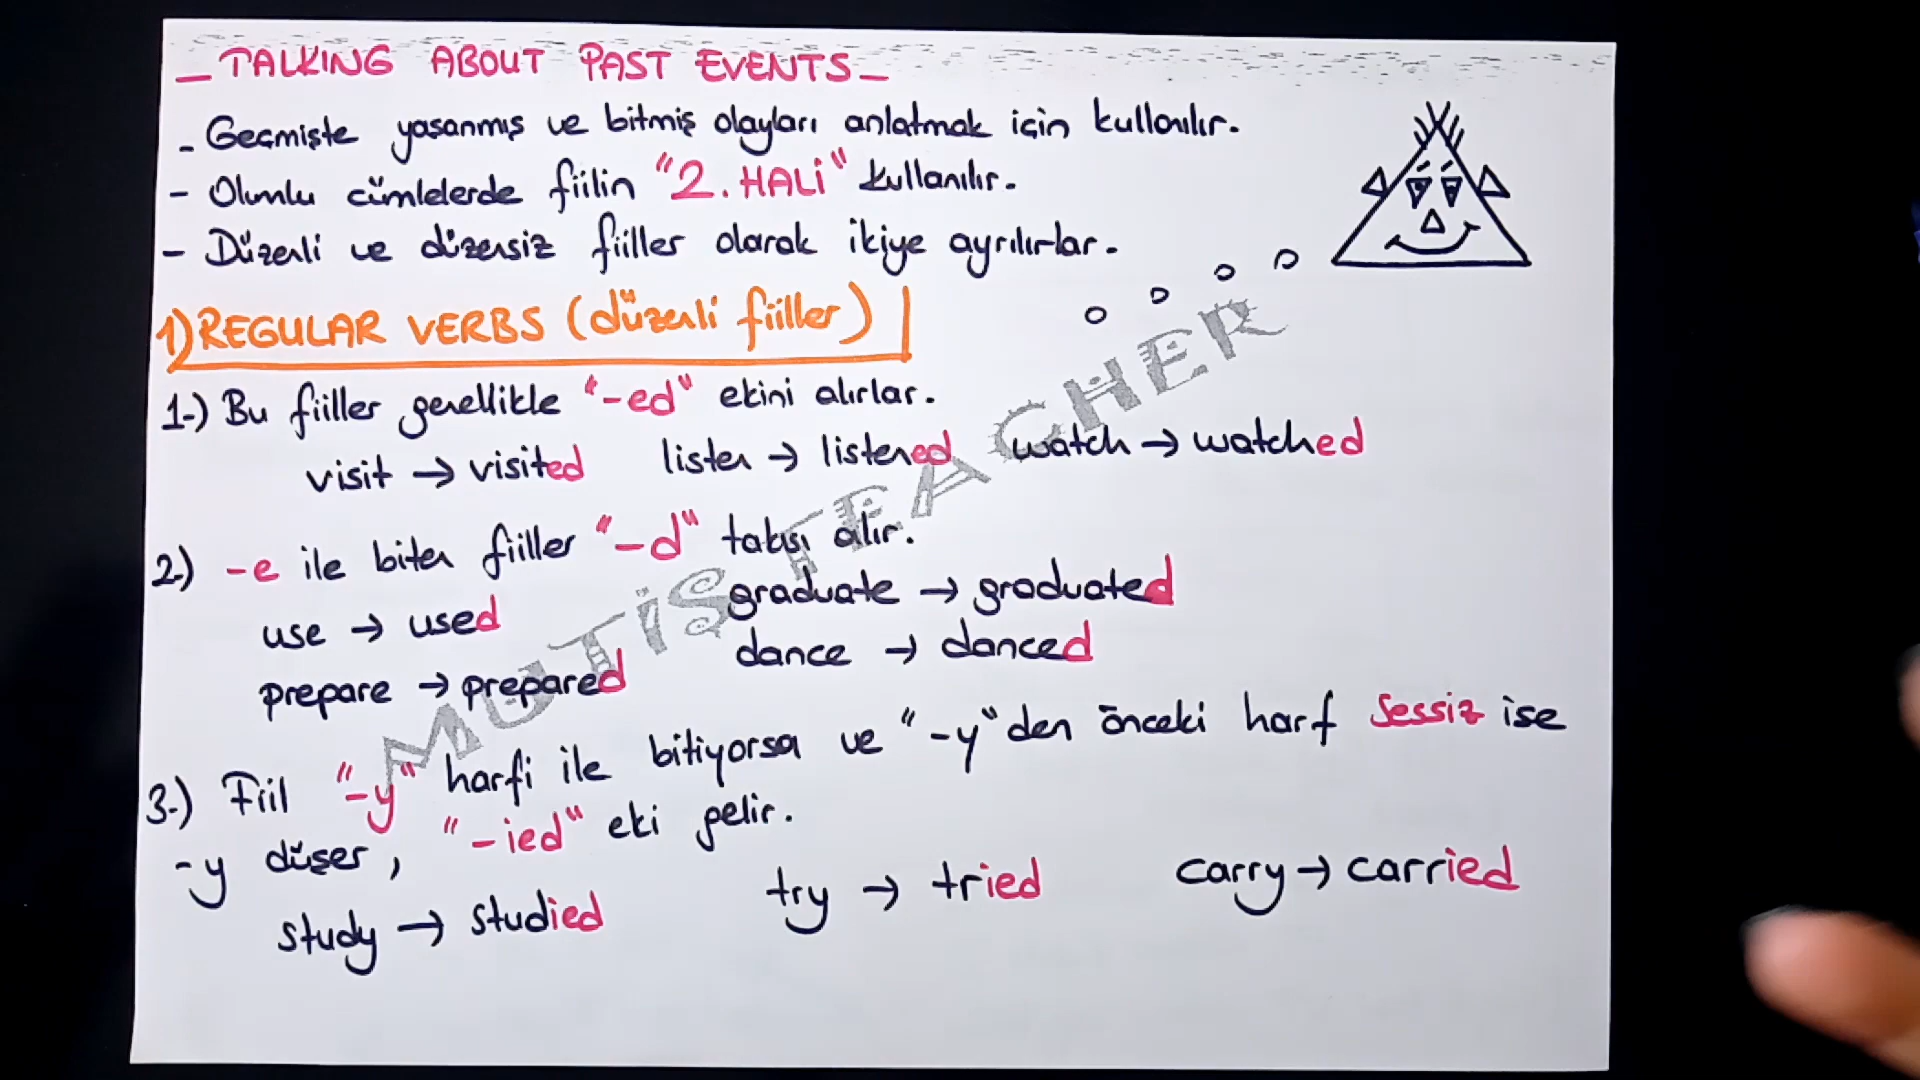 _ TALKING ABOUT PAST EVENTS _
- Geçmişte yaşanmış ve bitmiş olayları anlatmak için kullanılır.
- Olumlu cümlelerde fiilin "2. HALİ" kullanılır.
- Düzenli ve düzensiz fiiller olarak ikiye ayrılırlar.
1) REGULAR VERBS (düzenli fiiller)
1-) Bu fiiller genellikle "-ed" ekini alırlar.
visit → visited listen → listened watch → watched
2-) -e ile biten fiiller "-d" takısı alır.
use → used graduate → graduated
prepare → prepared dance → danced
3-) Fiil "-y" harfi ile bitiyorsa ve "-y"den önceki harf sessiz ise
-y düşer, "-ied" eki gelir.
study → studied try → tried carry → carried
MUTİŞ TEACHER